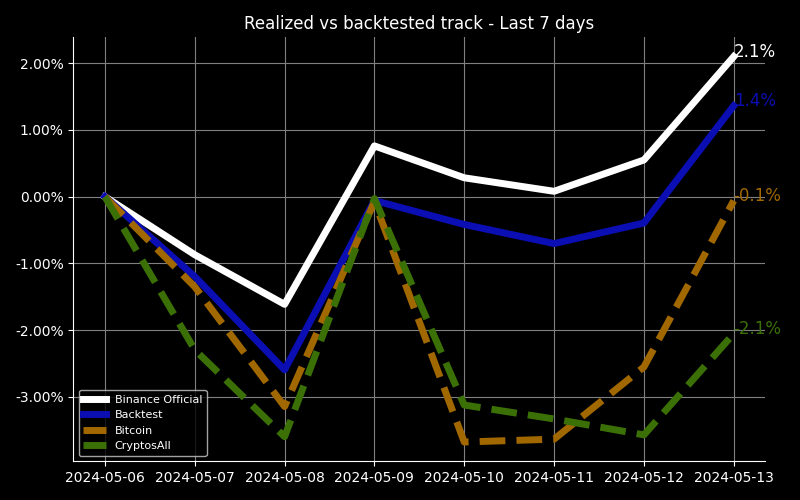 Realized vs backtested track - Last 7 days
2.00%
1.00%
0.00%
-1.00%
-2.00%
-3.00%
2.1%
1.4%
-0.1%
-2.1%
Binance Official
Backtest
Bitcoin
CryptosAll
2024-05-06 2024-05-07 2024-05-08 2024-05-09 2024-05-10 2024-05-11 2024-05-12 2024-05-13